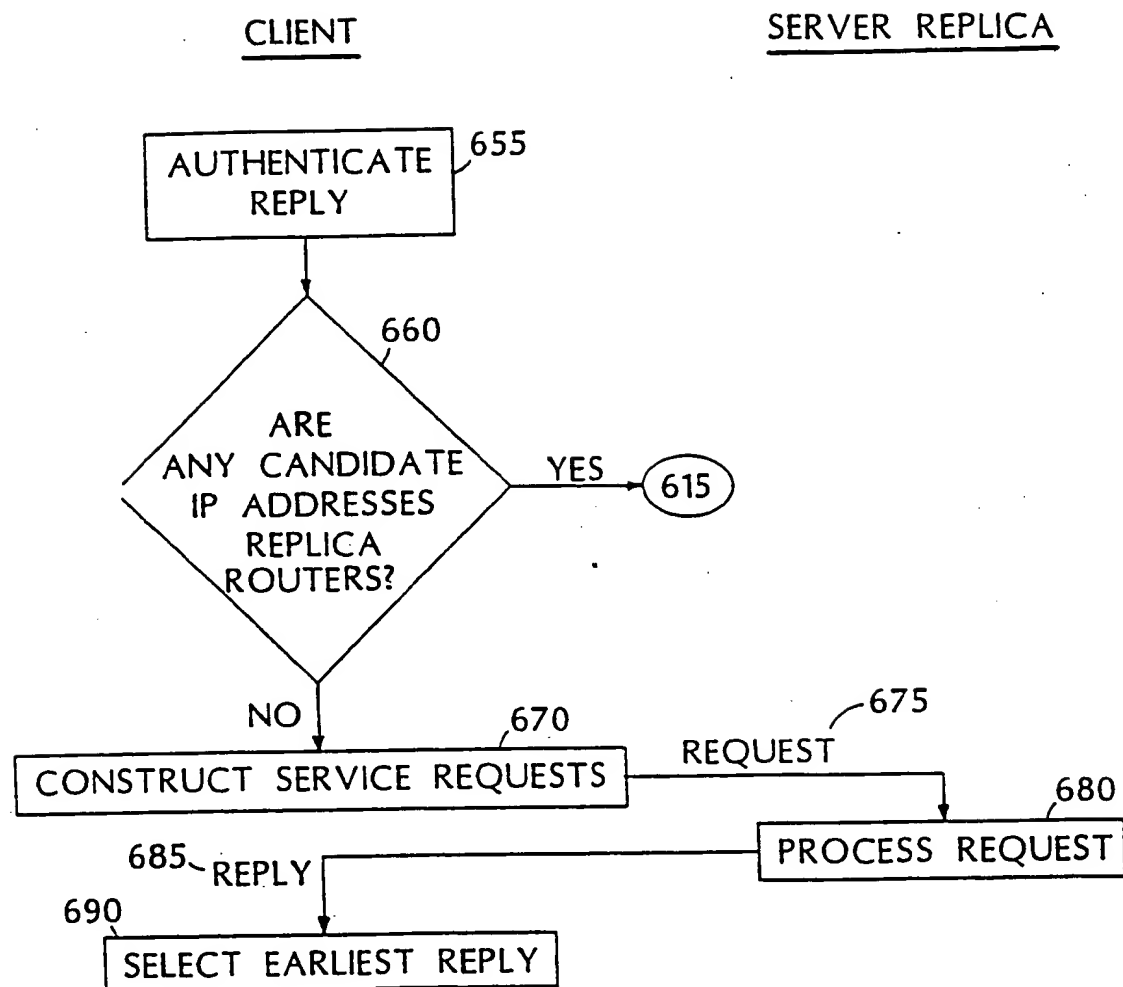 CLIENT
SERVER REPLICA
AUTHENTICATE
REPLY
655
660
ARE
ANY CANDIDATE
IP ADDRESSES
REPLICA
ROUTERS?
YES
615
NO
670
CONSTRUCT SERVICE REQUESTS
REQUEST
675
680
PROCESS REQUEST
685
REPLY
690
SELECT EARLIEST REPLY